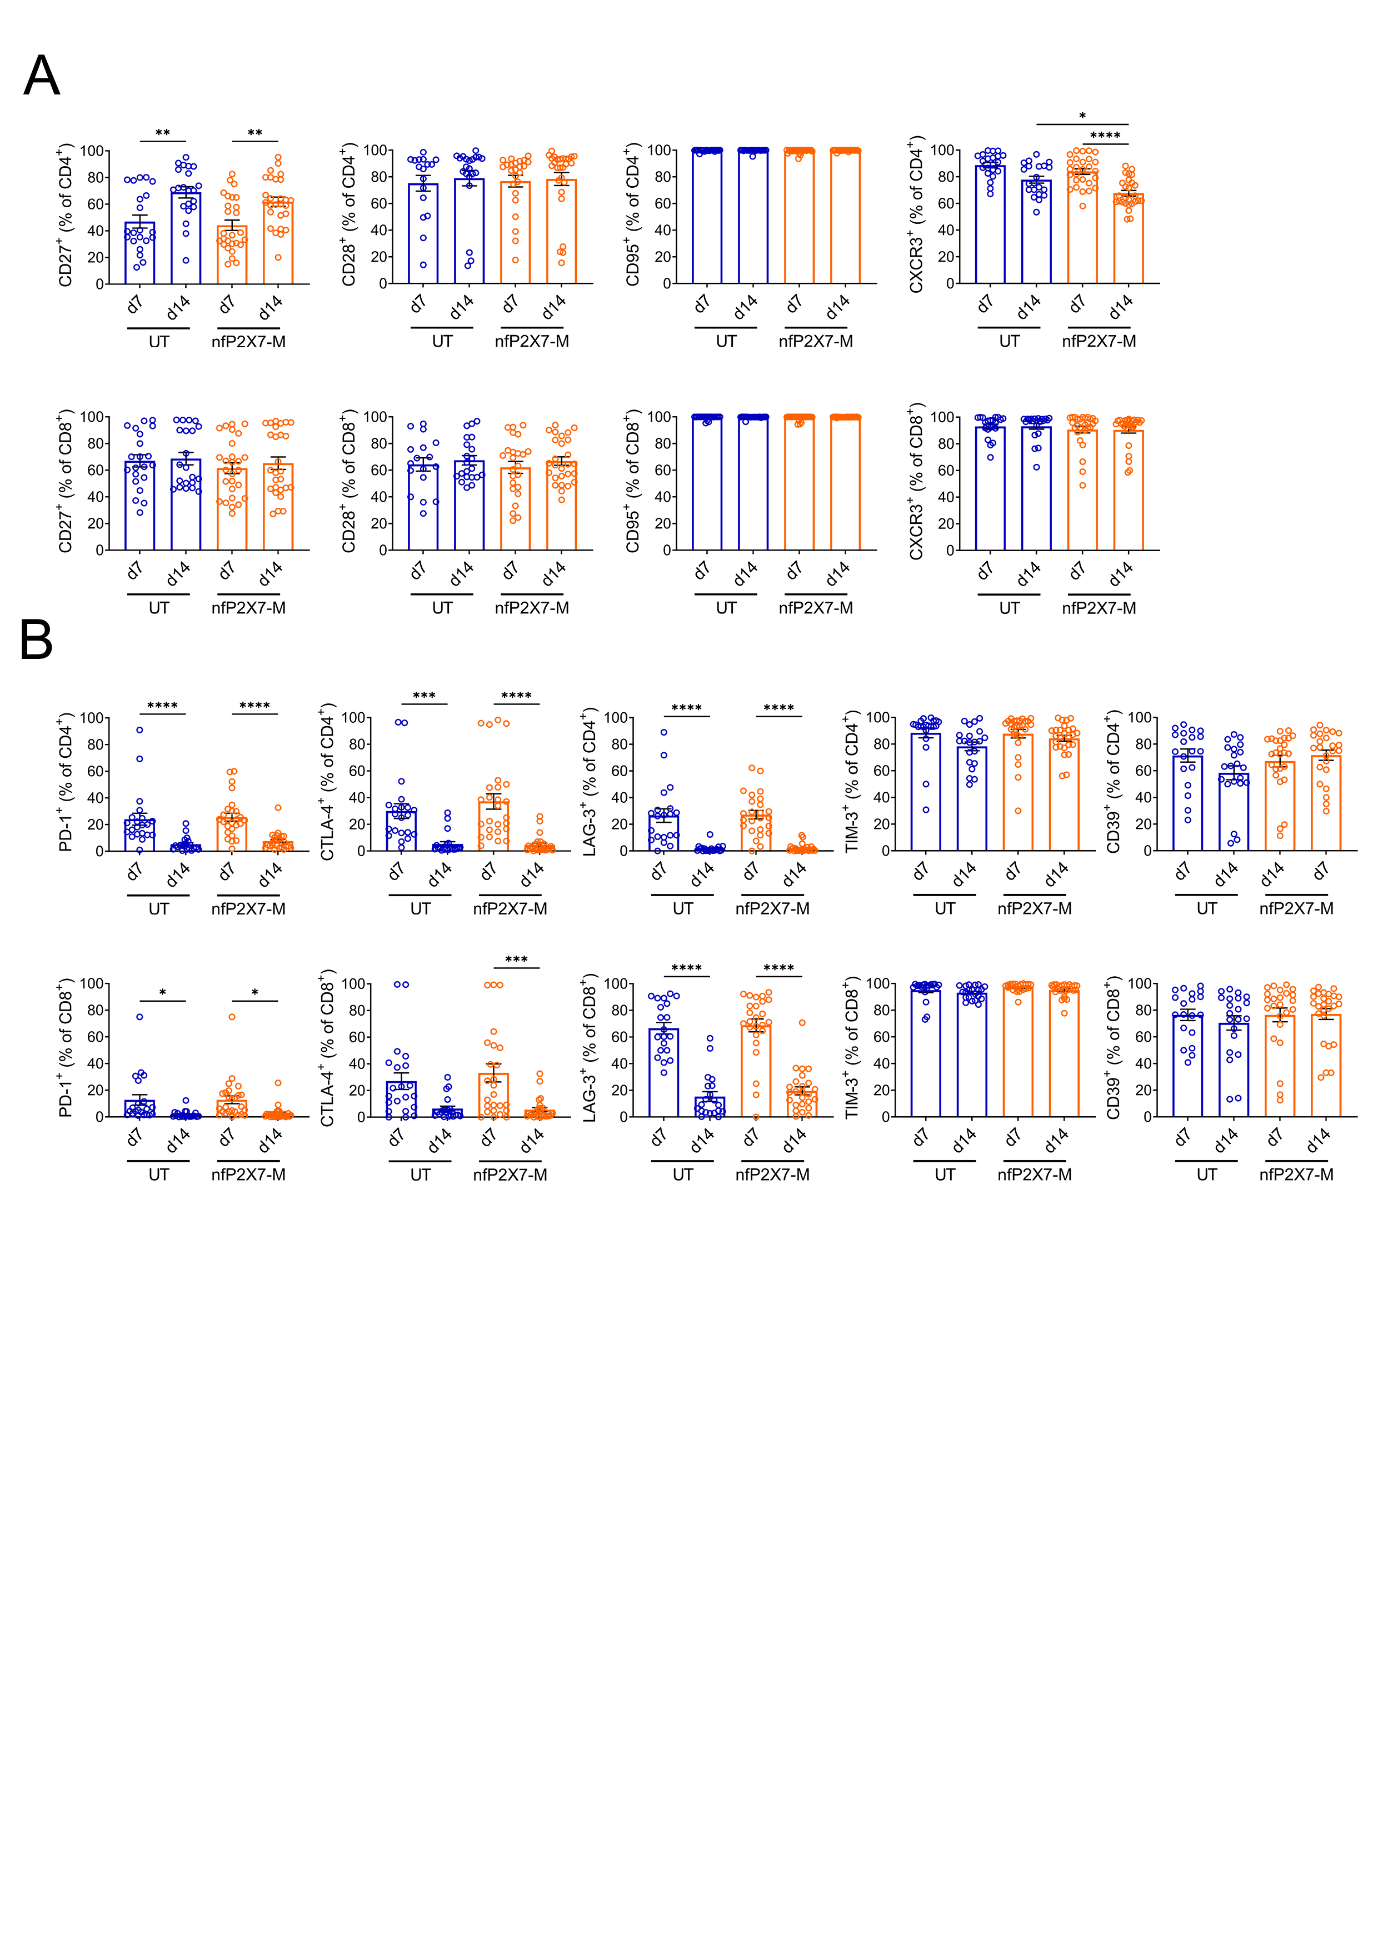 A
** **
CD27+ (% of CD4+)
100
80
60
40
20
0
d7 d14 d7 d14
UT nfP2X7-M
CD28+ (% of CD4+)
100
80
60
40
20
0
d7 d14 d7 d14
UT nfP2X7-M
CD95+ (% of CD4+)
100
80
60
40
20
0
d7 d14 d7 d14
UT nfP2X7-M
*
****
CXCR3+ (% of CD4+)
100
80
60
40
20
0
d7 d14 d7 d14
UT nfP2X7-M
CD27+ (% of CD8+)
100
80
60
40
20
0
d7 d14 d7 d14
UT nfP2X7-M
CD28+ (% of CD8+)
100
80
60
40
20
0
d7 d14 d7 d14
UT nfP2X7-M
CD95+ (% of CD8+)
100
80
60
40
20
0
d7 d14 d7 d14
UT nfP2X7-M
CXCR3+ (% of CD8+)
100
80
60
40
20
0
d7 d14 d7 d14
UT nfP2X7-M
B
**** ****
PD-1+ (% of CD4+)
100
80
60
40
20
0
d7 d14 d7 d14
UT nfP2X7-M
*** ****
CTLA-4+ (% of CD4+)
100
80
60
40
20
0
d7 d14 d7 d14
UT nfP2X7-M
**** ****
LAG-3+ (% of CD4+)
100
80
60
40
20
0
d7 d14 d7 d14
UT nfP2X7-M
TIM-3+ (% of CD4+)
100
80
60
40
20
0
d7 d14 d7 d14
UT nfP2X7-M
CD39+ (% of CD4+)
100
80
60
40
20
0
d7 d14 d14 d7
UT nfP2X7-M
* *
PD-1+ (% of CD8+)
100
80
60
40
20
0
d7 d14 d7 d14
UT nfP2X7-M
***
CTLA-4+ (% of CD8+)
100
80
60
40
20
0
d7 d14 d7 d14
UT nfP2X7-M
**** ****
LAG-3+ (% of CD8+)
100
80
60
40
20
0
d7 d14 d7 d14
UT nfP2X7-M
TIM-3+ (% of CD8+)
100
80
60
40
20
0
d7 d14 d7 d14
UT nfP2X7-M
CD39+ (% of CD8+)
100
80
60
40
20
0
d7 d14 d7 d14
UT nfP2X7-M